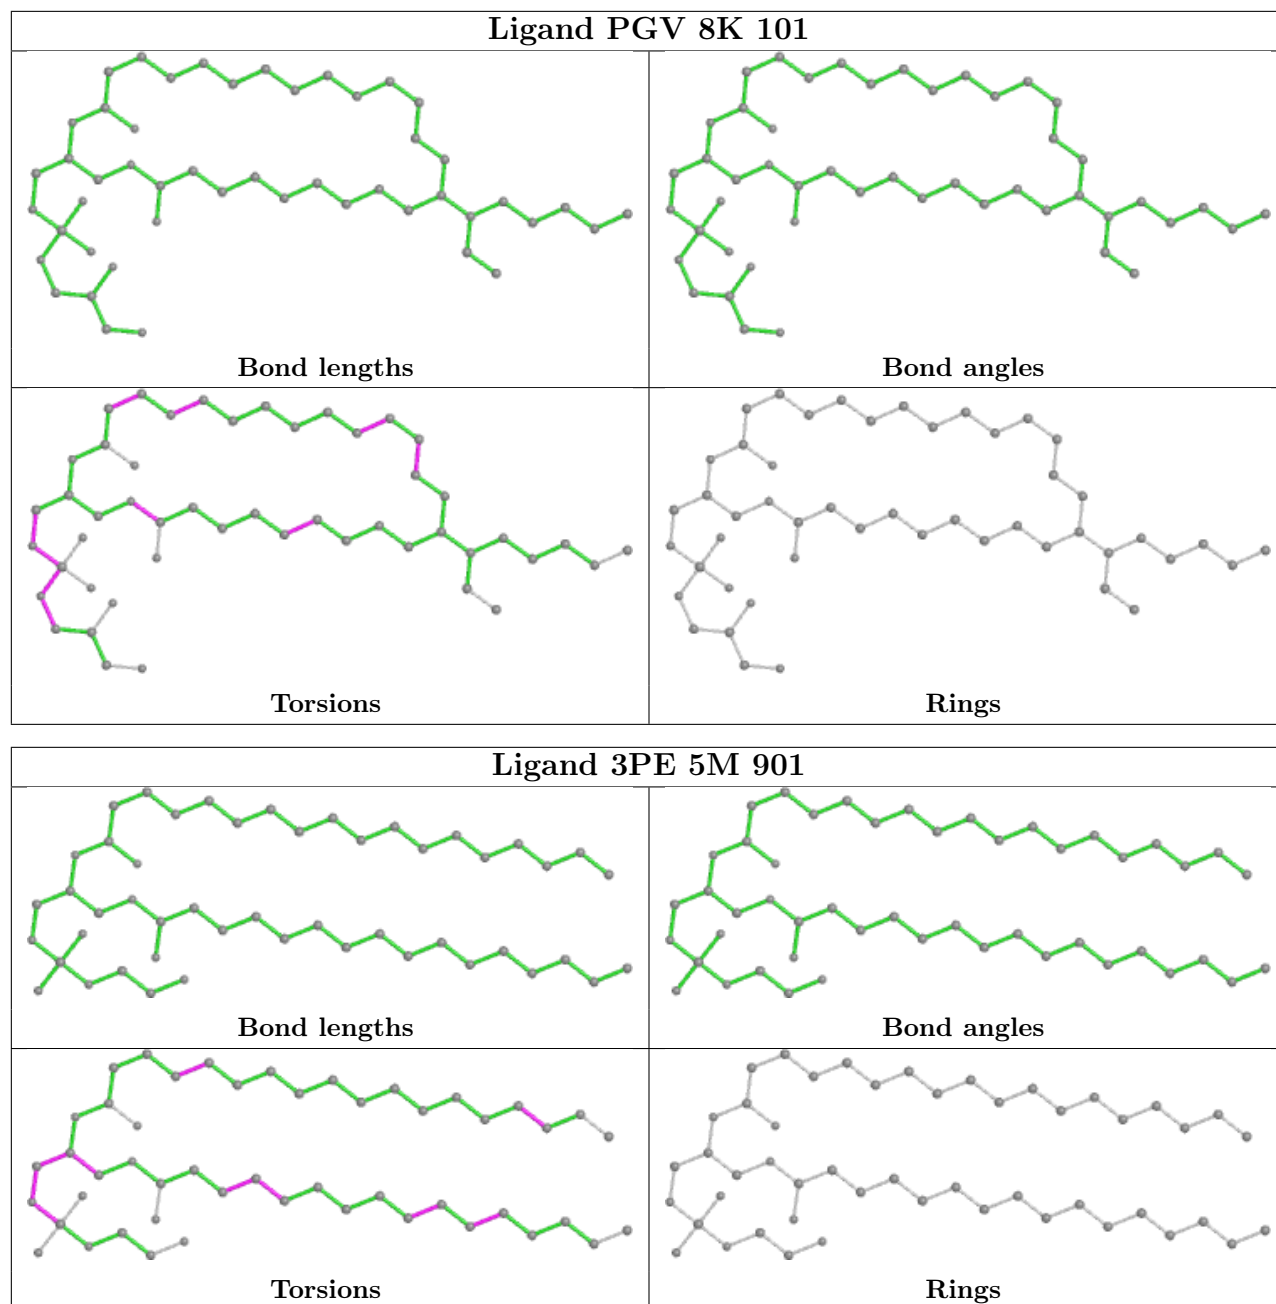 Ligand PGV 8K 101
Bond lengths
Bond angles
Torsions
Rings
Ligand 3PE 5M 901
Bond lengths
Bond angles
Torsions
Rings